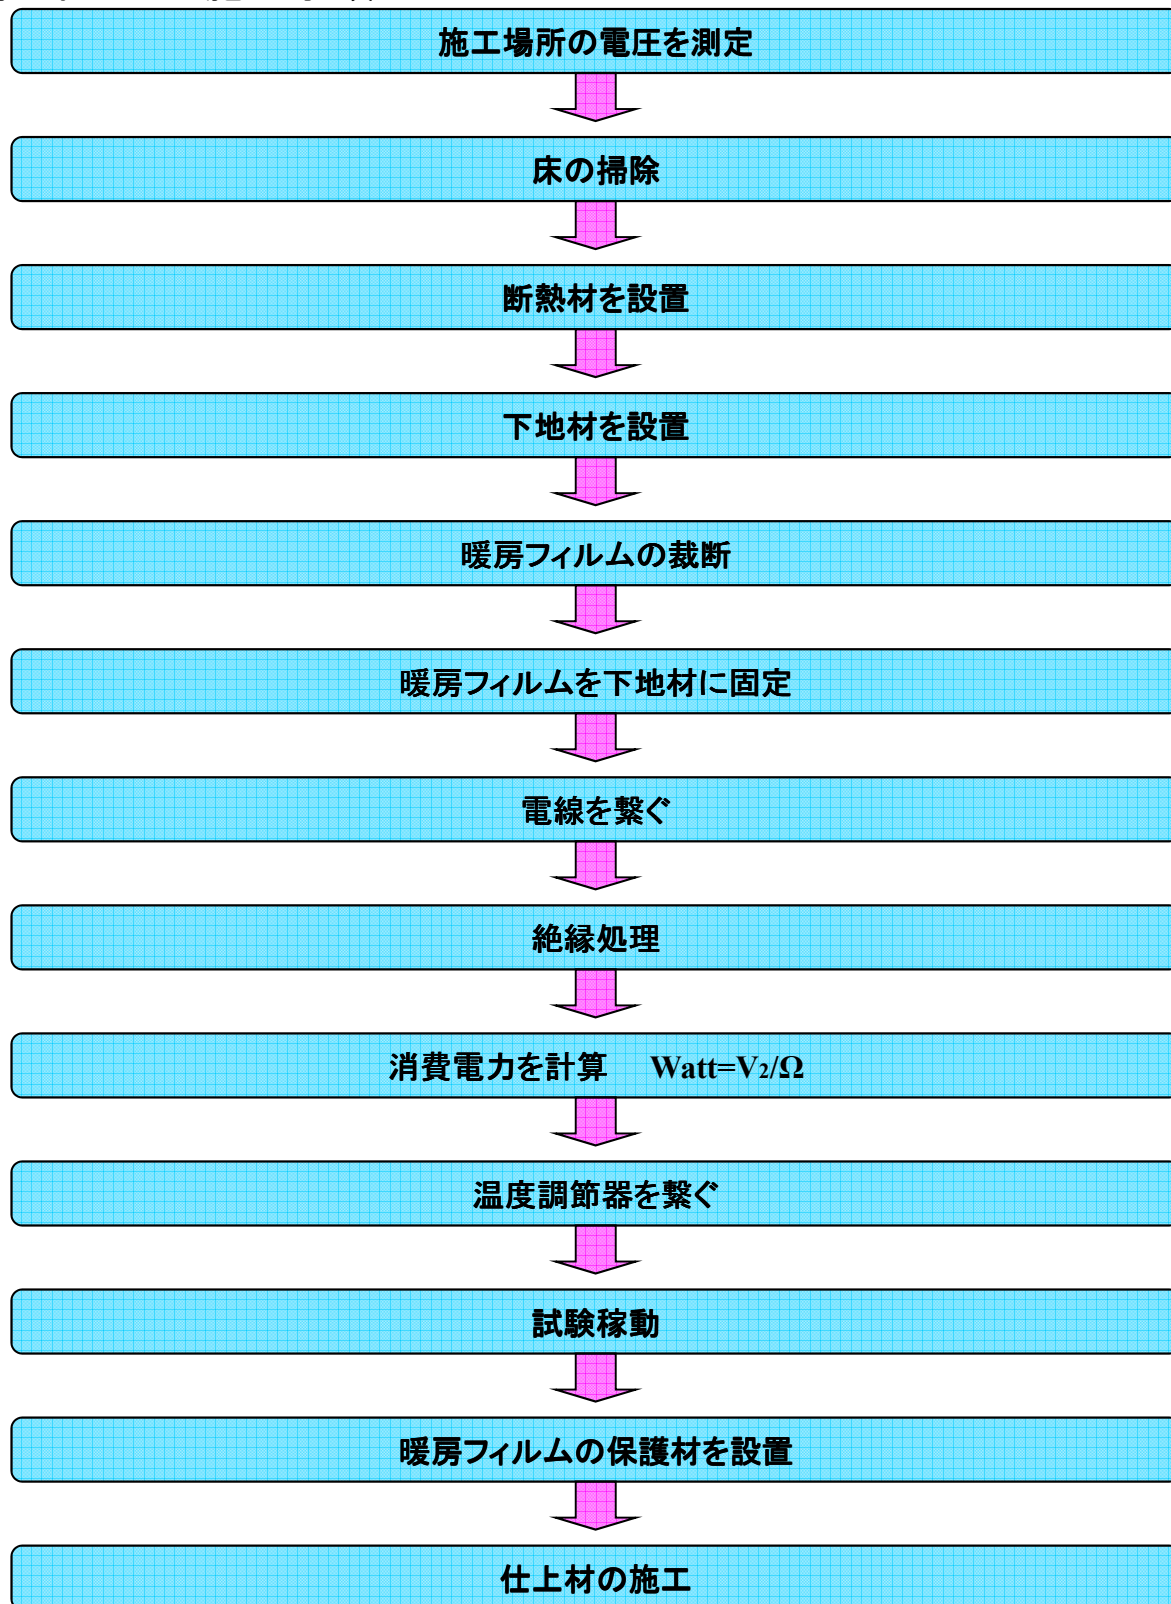 施工場所の電圧を測定
床の掃除
断熱材を設置
下地材を設置
暖房フィルムの裁断
暖房フィルムを下地材に固定
電線を繋ぐ
絶縁処理
消費電力を計算 Watt=V₂/Ω
温度調節器を繋ぐ
試験稼動
暖房フィルムの保護材を設置
仕上材の施工